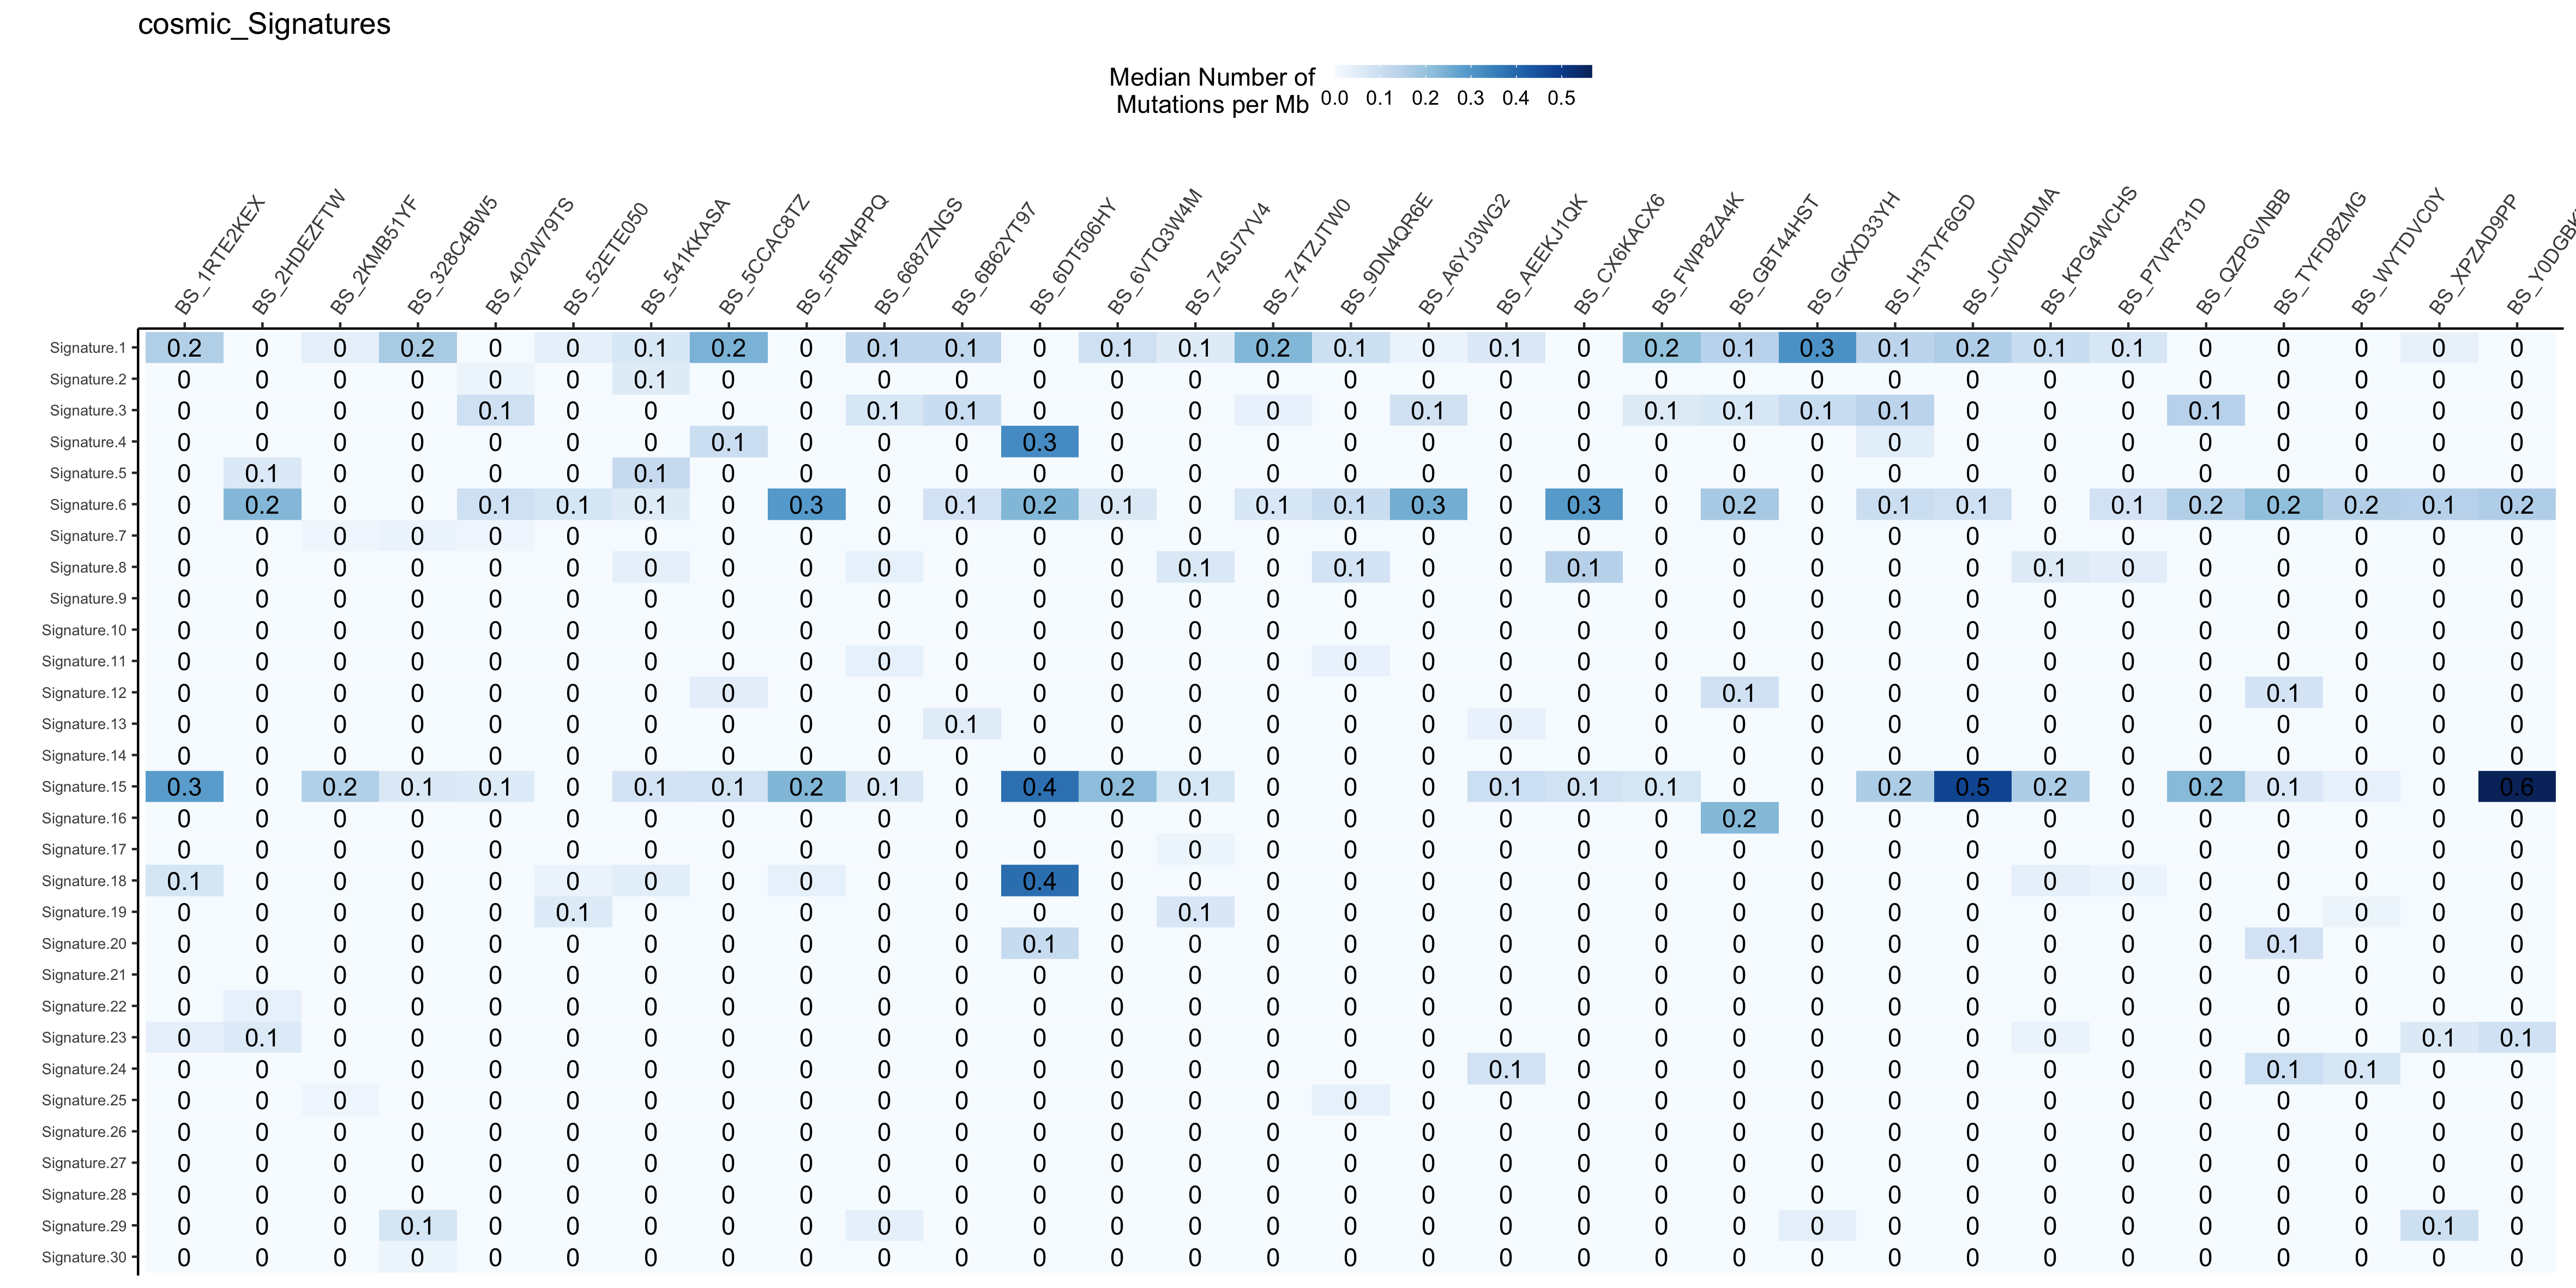 cosmic_Signatures
Median Number of
Mutations per Mb
0.0 0.1 0.2 0.3 0.4 0.5
BS_1RTE2KEX
BS_2HDEZFTW
BS_2KMB51YF
BS_328C4BW5
BS_402W79TS
BS_52ETE050
BS_541KKASA
BS_5CCAC8TZ
BS_5FBN4PPQ
BS_6687ZNGS
BS_6B62YT97
BS_6DT506HY
BS_6VTQ3W4M
BS_74SJ7YV4
BS_74TZJTW0
BS_9DN4QR6E
BS_A6YJ3WG2
BS_AEEKJ1QK
BS_CX6KACX6
BS_FWP8ZA4K
BS_GBT44HST
BS_GKXD33YH
BS_H3TYF6GD
BS_JCWD4DMA
BS_KPG4WCHS
BS_P7VR731D
BS_QZPGVNBB
BS_TYFD8ZMG
BS_WYTDVC0Y
BS_XPZAD9PP
Signature.1 0.2 0 0 0.2 0 0 0.1 0.2 0 0.1 0.1 0 0.1 0.1 0.2 0.1 0 0.1 0 0.2 0.1 0.3 0.1 0.2 0.1 0.1 0 0 0 0 0
Signature.2 0 0 0 0 0 0 0.1 0 0 0 0 0 0 0 0 0 0 0 0 0 0 0 0 0 0 0 0 0 0 0 0
Signature.3 0 0 0 0 0.1 0 0 0 0 0.1 0.1 0 0 0 0 0 0.1 0 0 0.1 0.1 0.1 0.1 0 0 0 0.1 0 0 0 0
Signature.4 0 0 0 0 0 0 0 0.1 0 0 0 0.3 0 0 0 0 0 0 0 0 0 0 0 0 0 0 0 0 0 0 0
Signature.5 0 0.1 0 0 0 0 0.1 0 0 0 0 0 0 0 0 0 0 0 0 0 0 0 0 0 0 0 0 0 0 0 0
Signature.6 0 0.2 0 0 0.1 0.1 0.1 0 0.3 0 0.1 0.2 0.1 0 0.1 0.1 0.3 0 0.3 0 0.2 0 0.1 0.1 0 0.1 0.2 0.2 0.2 0.1 0.2
Signature.7 0 0 0 0 0 0 0 0 0 0 0 0 0 0 0 0 0 0 0 0 0 0 0 0 0 0 0 0 0 0 0
Signature.8 0 0 0 0 0 0 0 0 0 0 0 0 0 0.1 0 0.1 0 0 0.1 0 0 0 0 0 0.1 0 0 0 0 0 0
Signature.9 0 0 0 0 0 0 0 0 0 0 0 0 0 0 0 0 0 0 0 0 0 0 0 0 0 0 0 0 0 0 0
Signature.10 0 0 0 0 0 0 0 0 0 0 0 0 0 0 0 0 0 0 0 0 0 0 0 0 0 0 0 0 0 0 0
Signature.11 0 0 0 0 0 0 0 0 0 0 0 0 0 0 0 0 0 0 0 0 0 0 0 0 0 0 0 0 0 0 0
Signature.12 0 0 0 0 0 0 0 0 0 0 0 0 0 0 0 0 0 0 0 0 0.1 0 0 0 0 0 0 0.1 0 0 0
Signature.13 0 0 0 0 0 0 0 0 0 0 0.1 0 0 0 0 0 0 0 0 0 0 0 0 0 0 0 0 0 0 0 0
Signature.14 0 0 0 0 0 0 0 0 0 0 0 0 0 0 0 0 0 0 0 0 0 0 0 0 0 0 0 0 0 0 0
Signature.15 0.3 0 0.2 0.1 0.1 0 0.1 0.1 0.2 0.1 0 0.4 0.2 0.1 0 0 0 0.1 0.1 0.1 0 0 0.2 0.5 0.2 0 0.2 0.1 0 0 0.6
Signature.16 0 0 0 0 0 0 0 0 0 0 0 0 0 0 0 0 0 0 0 0 0.2 0 0 0 0 0 0 0 0 0 0
Signature.17 0 0 0 0 0 0 0 0 0 0 0 0 0 0 0 0 0 0 0 0 0 0 0 0 0 0 0 0 0 0 0
Signature.18 0.1 0 0 0 0 0 0 0 0 0 0 0.4 0 0 0 0 0 0 0 0 0 0 0 0 0 0 0 0 0 0 0
Signature.19 0 0 0 0 0 0.1 0 0 0 0 0 0 0 0.1 0 0 0 0 0 0 0 0 0 0 0 0 0 0 0 0 0
Signature.20 0 0 0 0 0 0 0 0 0 0 0 0.1 0 0 0 0 0 0 0 0 0 0 0 0 0 0 0 0.1 0 0 0
Signature.21 0 0 0 0 0 0 0 0 0 0 0 0 0 0 0 0 0 0 0 0 0 0 0 0 0 0 0 0 0 0 0
Signature.22 0 0 0 0 0 0 0 0 0 0 0 0 0 0 0 0 0 0 0 0 0 0 0 0 0 0 0 0 0 0 0
Signature.23 0 0.1 0 0 0 0 0 0 0 0 0 0 0 0 0 0 0 0 0 0 0 0 0 0 0 0 0 0 0 0.1 0.1
Signature.24 0 0 0 0 0 0 0 0 0 0 0 0 0 0 0 0 0 0.1 0 0 0 0 0 0 0 0 0 0.1 0.1 0 0
Signature.25 0 0 0 0 0 0 0 0 0 0 0 0 0 0 0 0 0 0 0 0 0 0 0 0 0 0 0 0 0 0 0
Signature.26 0 0 0 0 0 0 0 0 0 0 0 0 0 0 0 0 0 0 0 0 0 0 0 0 0 0 0 0 0 0 0
Signature.27 0 0 0 0 0 0 0 0 0 0 0 0 0 0 0 0 0 0 0 0 0 0 0 0 0 0 0 0 0 0 0
Signature.28 0 0 0 0 0 0 0 0 0 0 0 0 0 0 0 0 0 0 0 0 0 0 0 0 0 0 0 0 0 0 0
Signature.29 0 0 0 0.1 0 0 0 0 0 0 0 0 0 0 0 0 0 0 0 0 0 0 0 0 0 0 0 0 0 0.1 0
Signature.30 0 0 0 0 0 0 0 0 0 0 0 0 0 0 0 0 0 0 0 0 0 0 0 0 0 0 0 0 0 0 0